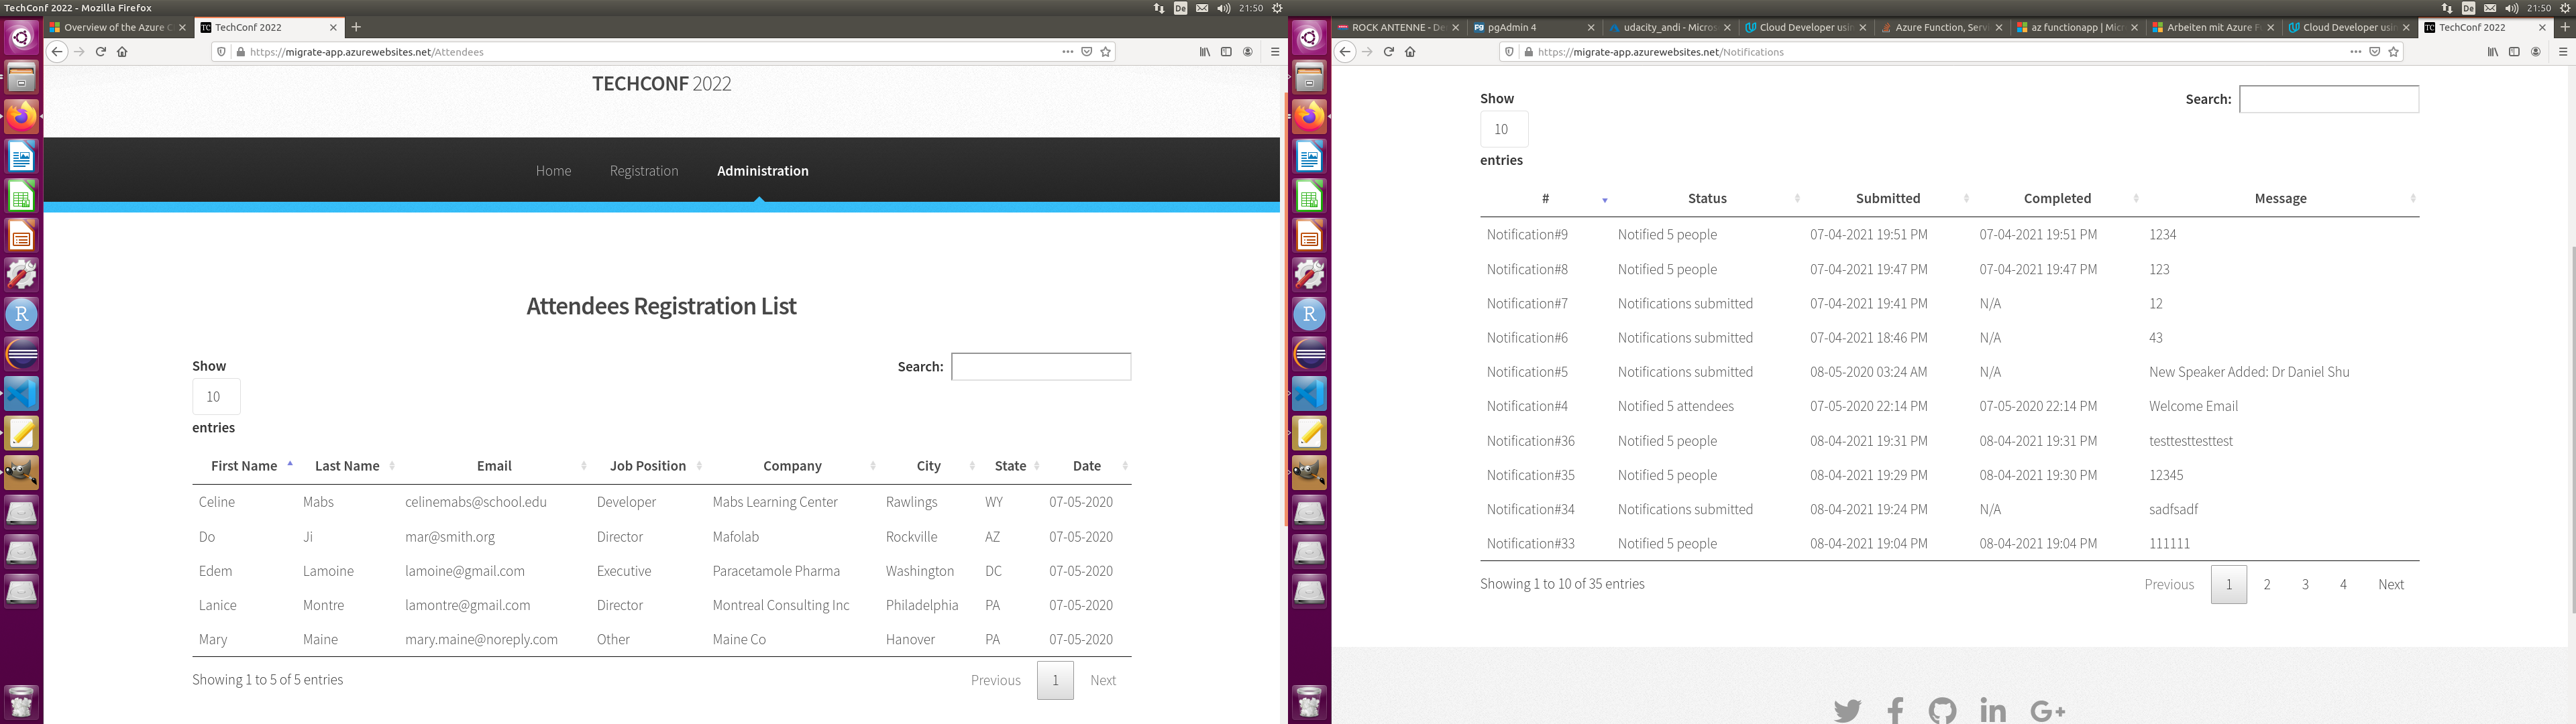 TechConf 2022 - Mozilla Firefox
De
21:50
Overview of the Azure C
TechConf 2022
https://migrate-app.azurewebsites.net/Attendees
TECHCONF 2022
Home
Registration
Administration
Attendees Registration List
Show
10
entries
Search:
First Name Last Name Email Job Position Company City State Date
Celine Mabs celinemabs@school.edu Developer Mabs Learning Center Rawlings WY 07-05-2020
Do Ji mar@smith.org Director Mafolab Rockville AZ 07-05-2020
Edem Lamoine lamoine@gmail.com Executive Paracetamole Pharma Washington DC 07-05-2020
Lanice Montre lamontre@gmail.com Director Montreal Consulting Inc Philadelphia PA 07-05-2020
Mary Maine mary.maine@noreply.com Other Maine Co Hanover PA 07-05-2020
Showing 1 to 5 of 5 entries
Previous 1 Next
De
21:50
ROCK ANTENNE - De
pgAdmin 4
udacity_andi - Micros
Cloud Developer usin
Azure Function, Servi
az functionapp | Micr
Arbeiten mit Azure F
Cloud Developer usin
TechConf 2022
https://migrate-app.azurewebsites.net/Notifications
Show
10
entries
Search:
# Status Submitted Completed Message
Notification#9 Notified 5 people 07-04-2021 19:51 PM 07-04-2021 19:51 PM 1234
Notification#8 Notified 5 people 07-04-2021 19:47 PM 07-04-2021 19:47 PM 123
Notification#7 Notifications submitted 07-04-2021 19:41 PM N/A 12
Notification#6 Notifications submitted 07-04-2021 18:46 PM N/A 43
Notification#5 Notifications submitted 08-05-2020 03:24 AM N/A New Speaker Added: Dr Daniel Shu
Notification#4 Notified 5 attendees 07-05-2020 22:14 PM 07-05-2020 22:14 PM Welcome Email
Notification#36 Notified 5 people 08-04-2021 19:31 PM 08-04-2021 19:31 PM testtesttesttest
Notification#35 Notified 5 people 08-04-2021 19:29 PM 08-04-2021 19:30 PM 12345
Notification#34 Notifications submitted 08-04-2021 19:24 PM N/A sadfsadf
Notification#33 Notified 5 people 08-04-2021 19:04 PM 08-04-2021 19:04 PM 111111
Showing 1 to 10 of 35 entries
Previous 1 2 3 4 Next